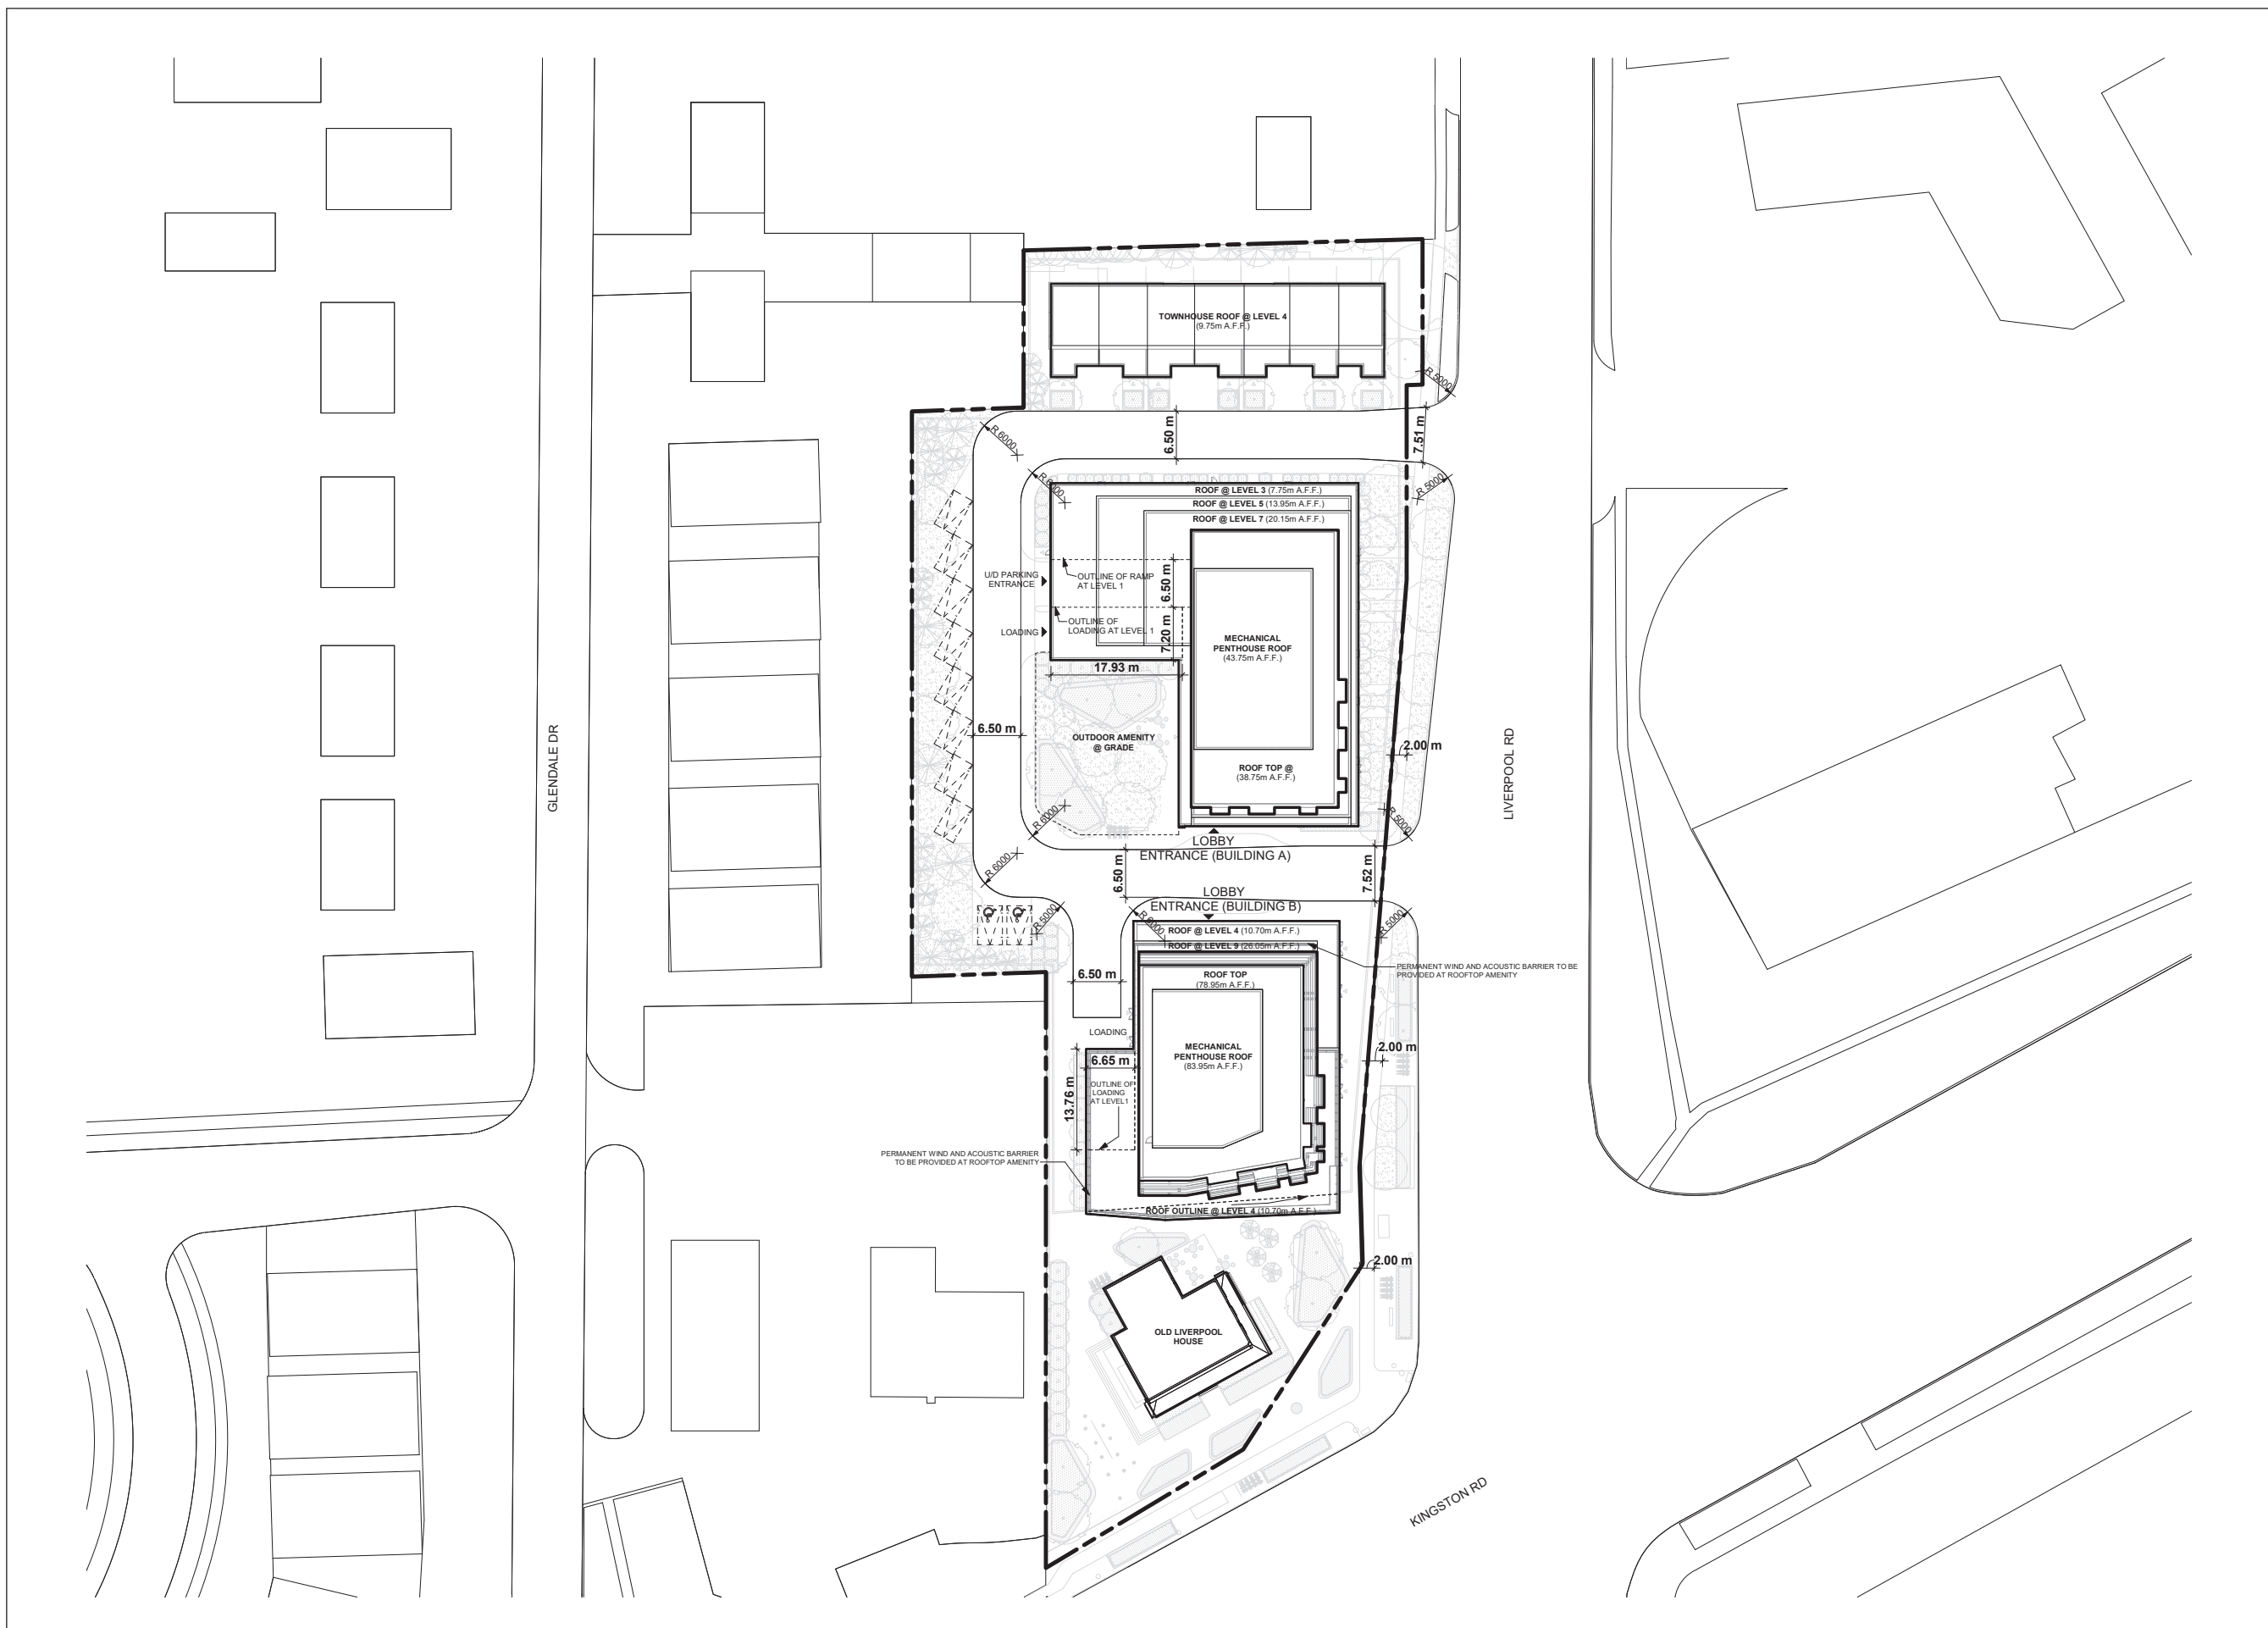 TOWNHOUSE ROOF @ LEVEL 4
(9.75m A.F.F.)
R 5000
6.50 m
7.51 m
R 6000
R 6000
R 5000
ROOF @ LEVEL 3 (7.75m A.F.F.)
ROOF @ LEVEL 5 (13.95m A.F.F.)
ROOF @ LEVEL 7 (20.15m A.F.F.)
U/D PARKING
ENTRANCE
OUTLINE OF RAMP
AT LEVEL 1
6.50 m
LOADING
OUTLINE OF
LOADING AT LEVEL 1
7.20 m
MECHANICAL
PENTHOUSE ROOF
(43.75m A.F.F.)
17.93 m
6.50 m
OUTDOOR AMENITY
@ GRADE
2.00 m
ROOF TOP @
(38.75m A.F.F.)
GLENDALE DR
LIVERPOOL RD
R 6000
R 5000
LOBBY
ENTRANCE (BUILDING A)
R 6000
6.50 m
7.52 m
LOBBY
ENTRANCE (BUILDING B)
R 5000
R 6000
R 5000
ROOF @ LEVEL 4 (10.70m A.F.F.)
ROOF @ LEVEL 9 (26.05m A.F.F.)
PERMANENT WIND AND ACOUSTIC BARRIER TO BE
PROVIDED AT ROOFTOP AMENITY
6.50 m
ROOF TOP
(78.95m A.F.F.)
LOADING
MECHANICAL
PENTHOUSE ROOF
(83.95m A.F.F.)
2.00 m
6.65 m
13.76 m
OUTLINE OF
LOADING
AT LEVEL1
PERMANENT WIND AND ACOUSTIC BARRIER
TO BE PROVIDED AT ROOFTOP AMENITY
ROOF OUTLINE @ LEVEL 4 (10.70m A.F.F.)
2.00 m
OLD LIVERPOOL
HOUSE
KINGSTON RD